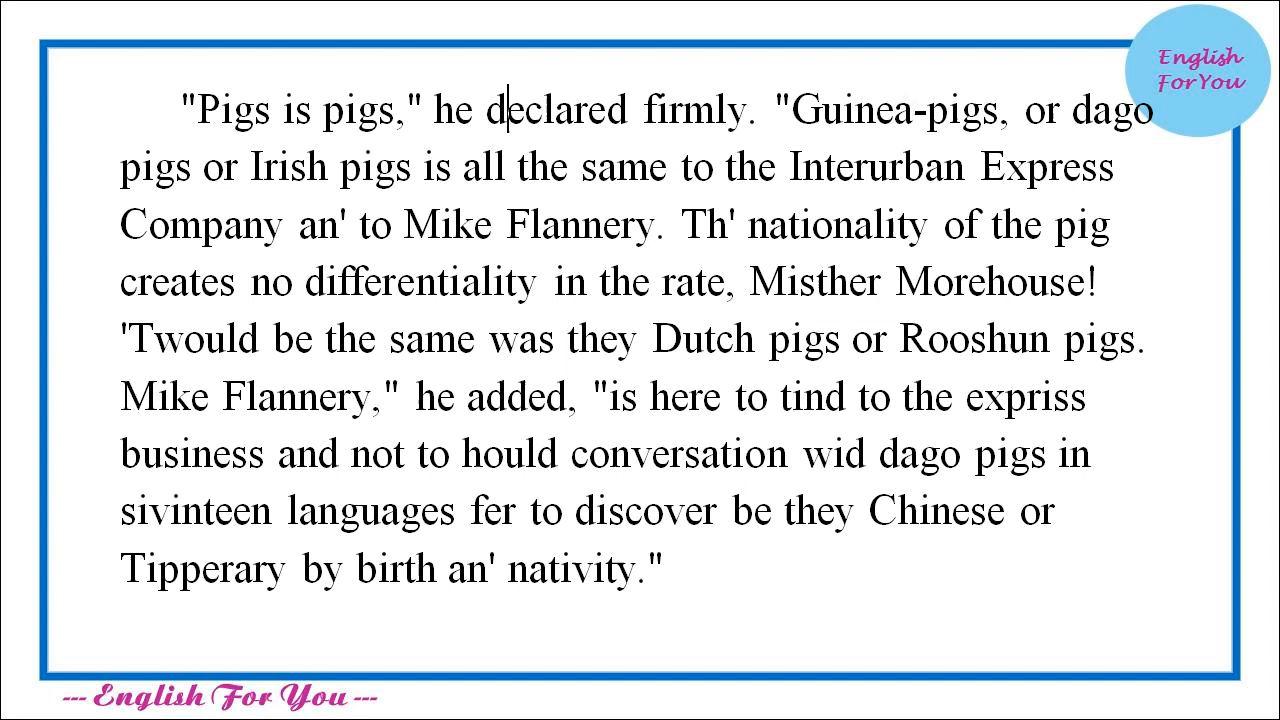 English
ForYou
"Pigs is pigs," he declared firmly. "Guinea-pigs, or dago
pigs or Irish pigs is all the same to the Interurban Express
Company an' to Mike Flannery. Th' nationality of the pig
creates no differentiality in the rate, Misther Morehouse!
'Twould be the same was they Dutch pigs or Rooshun pigs.
Mike Flannery," he added, "is here to tind to the expriss
business and not to hould conversation wid dago pigs in
sivinteen languages fer to discover be they Chinese or
Tipperary by birth an' nativity."
--- English For You ---